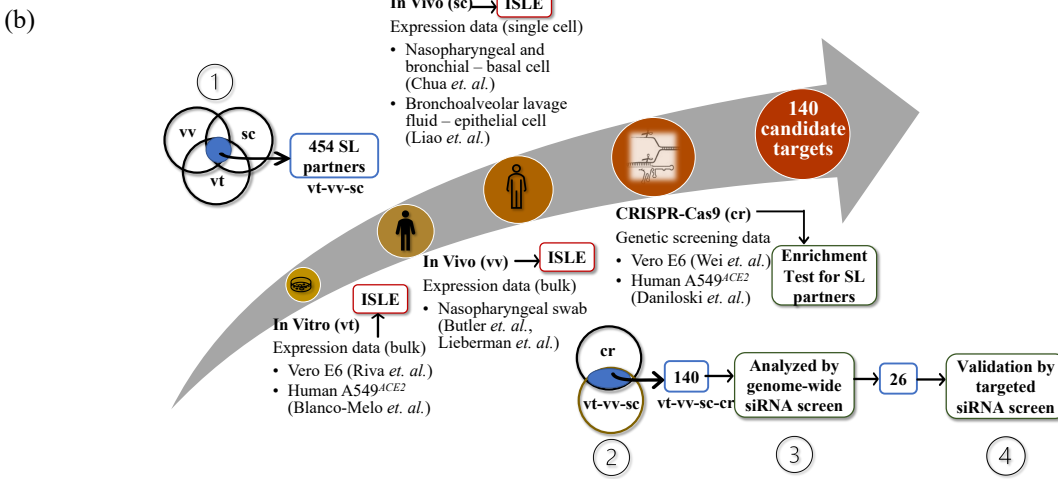 (b)
In Vivo (sc)
ISLE
Expression data (single cell)
• Nasopharyngeal and
bronchial – basal cell
(Chua et. al.)
• Bronchoalveolar lavage
fluid – epithelial cell
(Liao et. al.)
1
vv
sc
vt
454 SL
partners
vt-vv-sc
140
candidate
targets
In Vitro (vt)
ISLE
Expression data (bulk)
• Vero E6 (Riva et. al.)
• Human A549ACE2
(Blanco-Melo et. al.)
In Vivo (vv)
ISLE
Expression data (bulk)
• Nasopharyngeal swab
(Butler et. al.,
Lieberman et. al.)
CRISPR-Cas9 (cr)
Genetic screening data
• Vero E6 (Wei et. al.)
• Human A549ACE2
(Daniloski et. al.)
Enrichment
Test for SL
partners
cr
vt-vv-sc
2
140
vt-vv-sc-cr
Analyzed by
genome-wide
siRNA screen
3
26
Validation by
targeted
siRNA screen
4